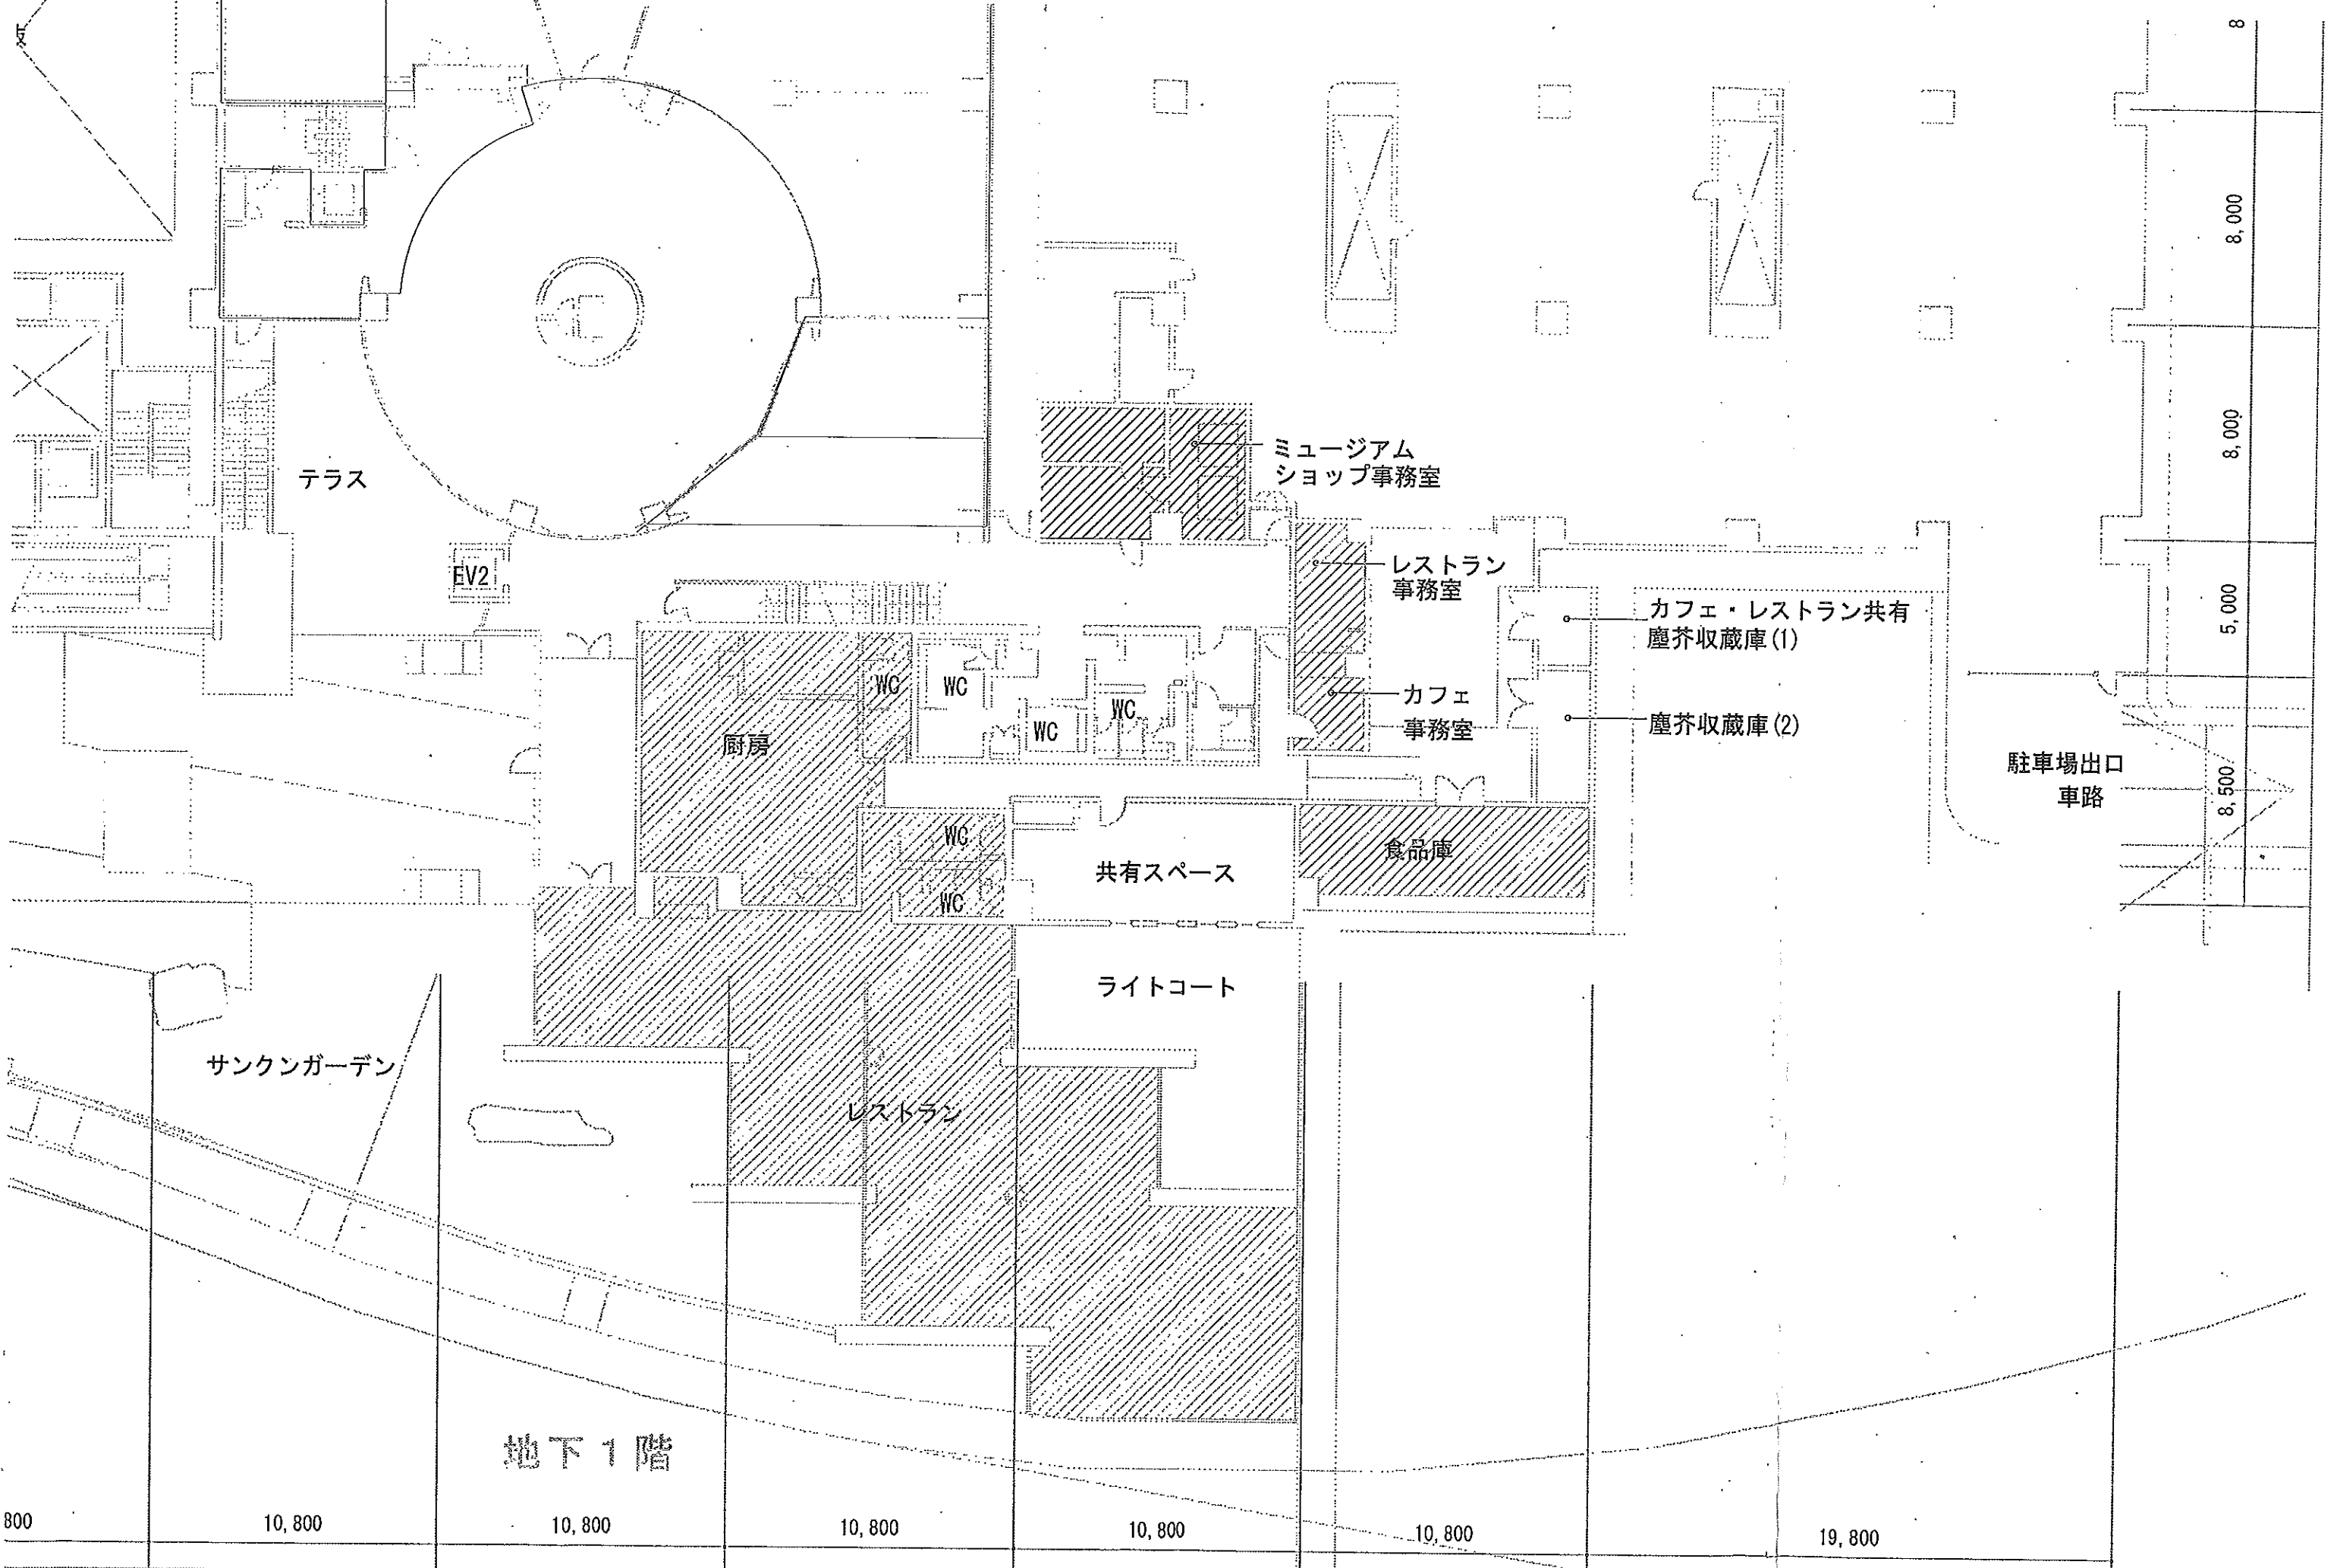 8
8,000
ミュージアム
ショップ事務室
8,000
テラス
EV2
レストラン
事務室
カフェ・レストラン共有
塵芥収蔵庫(1)
5,000
WC
WC
WC
WC
カフェ
事務室
塵芥収蔵庫(2)
厨房
駐車場出口
車路
8,500
WC
WC
共有スペース
食品庫
ライトコート
サンクンガーデン
レストラン
地下1階
800
10,800
10,800
10,800
10,800
10,800
19,800